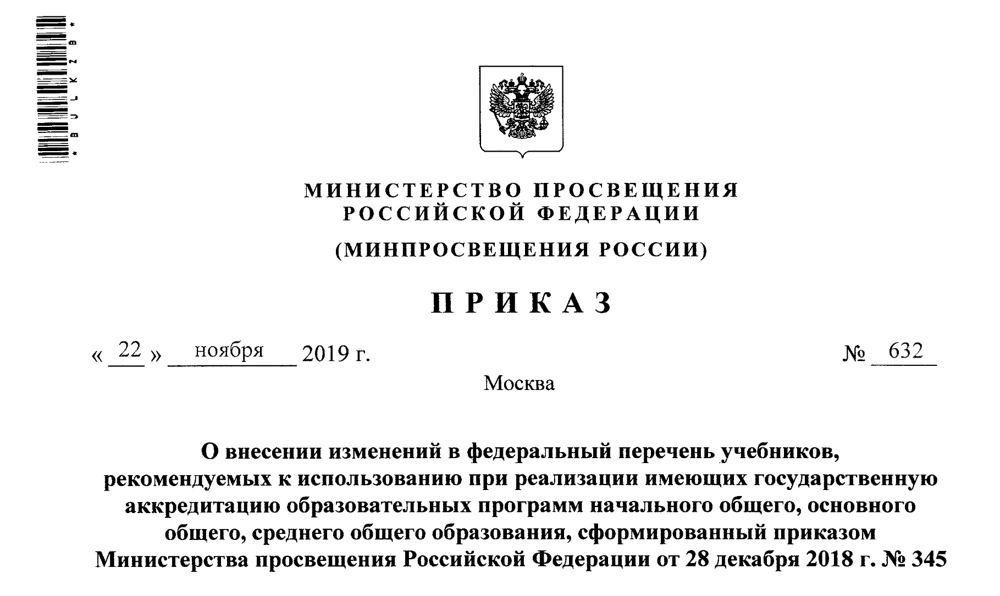 *BULKZB*
МИНИСТЕРСТВО ПРОСВЕЩЕНИЯ
РОССИЙСКОЙ ФЕДЕРАЦИИ
(МИНПРОСВЕЩЕНИЯ РОССИИ)
ПРИКАЗ
« 22 » ноября 2019 г. № 632
Москва
О внесении изменений в федеральный перечень учебников,
рекомендуемых к использованию при реализации имеющих государственную
аккредитацию образовательных программ начального общего, основного
общего, среднего общего образования, сформированный приказом
Министерства просвещения Российской Федерации от 28 декабря 2018 г. № 345